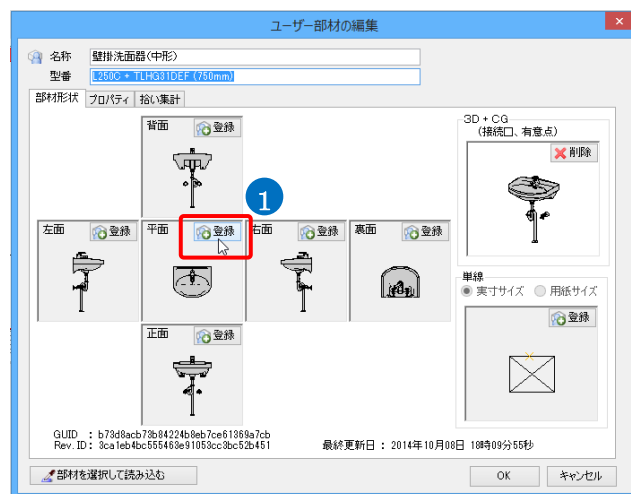 ユーザー部材の編集
名称 壁掛洗面器(中形)
型番 L250C + TLHG31DEF (750mm)
部材形状 プロパティ 拾い集計
背面 登録
3D + CG
(接続口、有意点)
削除
1
左面 登録 平面 登録 右面 登録 裏面 登録
単線
実寸サイズ 用紙サイズ
登録
正面 登録
GUID : b73d8acb73b84224b8eb7ce61369a7cb
Rev. ID: 3ca1eb4bc555463e91053cc3bc52b451 最終更新日 : 2014年10月08日 18時09分55秒
部材を選択して読み込む OK キャンセル